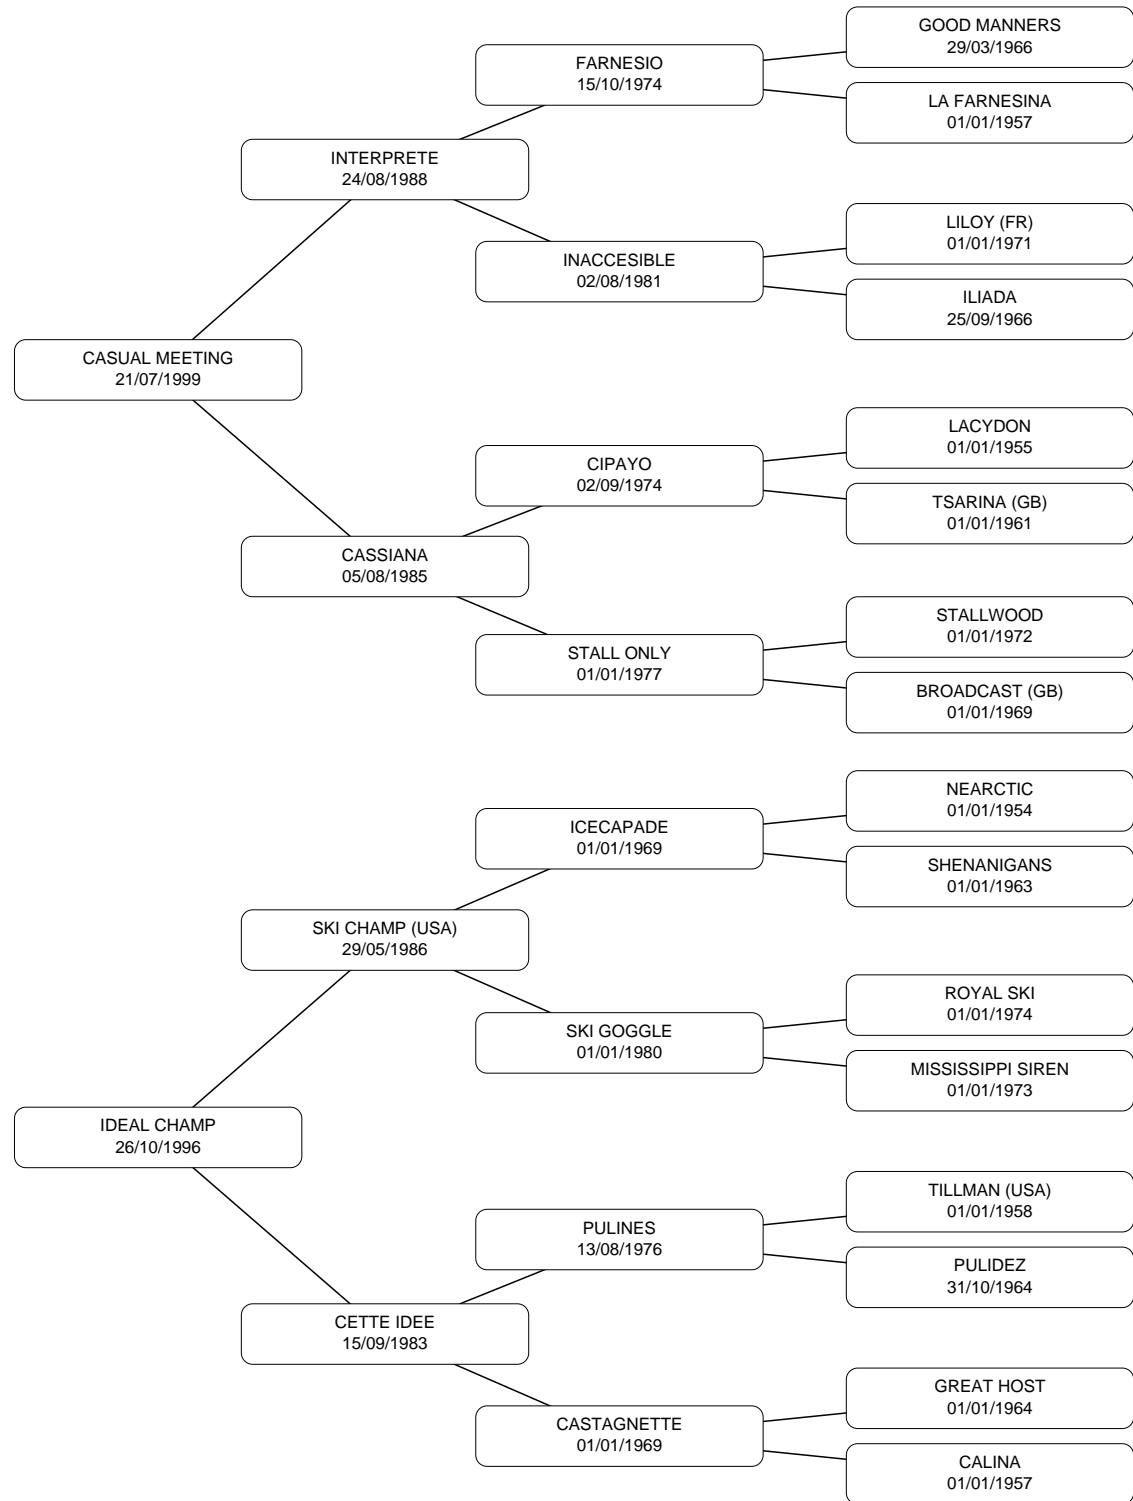 GOOD MANNERS
29/03/1966
FARNESIO
15/10/1974
LA FARNESINA
01/01/1957
INTERPRETE
24/08/1988
LILOY (FR)
01/01/1971
INACCESIBLE
02/08/1981
ILIADA
25/09/1966
CASUAL MEETING
21/07/1999
LACYDON
01/01/1955
CIPAYO
02/09/1974
TSARINA (GB)
01/01/1961
CASSIANA
05/08/1985
STALLWOOD
01/01/1972
STALL ONLY
01/01/1977
BROADCAST (GB)
01/01/1969
NEARCTIC
01/01/1954
ICECAPADE
01/01/1969
SHENANIGANS
01/01/1963
SKI CHAMP (USA)
29/05/1986
ROYAL SKI
01/01/1974
SKI GOGGLE
01/01/1980
MISSISSIPPI SIREN
01/01/1973
IDEAL CHAMP
26/10/1996
TILLMAN (USA)
01/01/1958
PULINES
13/08/1976
PULIDEZ
31/10/1964
CETTE IDEE
15/09/1983
GREAT HOST
01/01/1964
CASTAGNETTE
01/01/1969
CALINA
01/01/1957